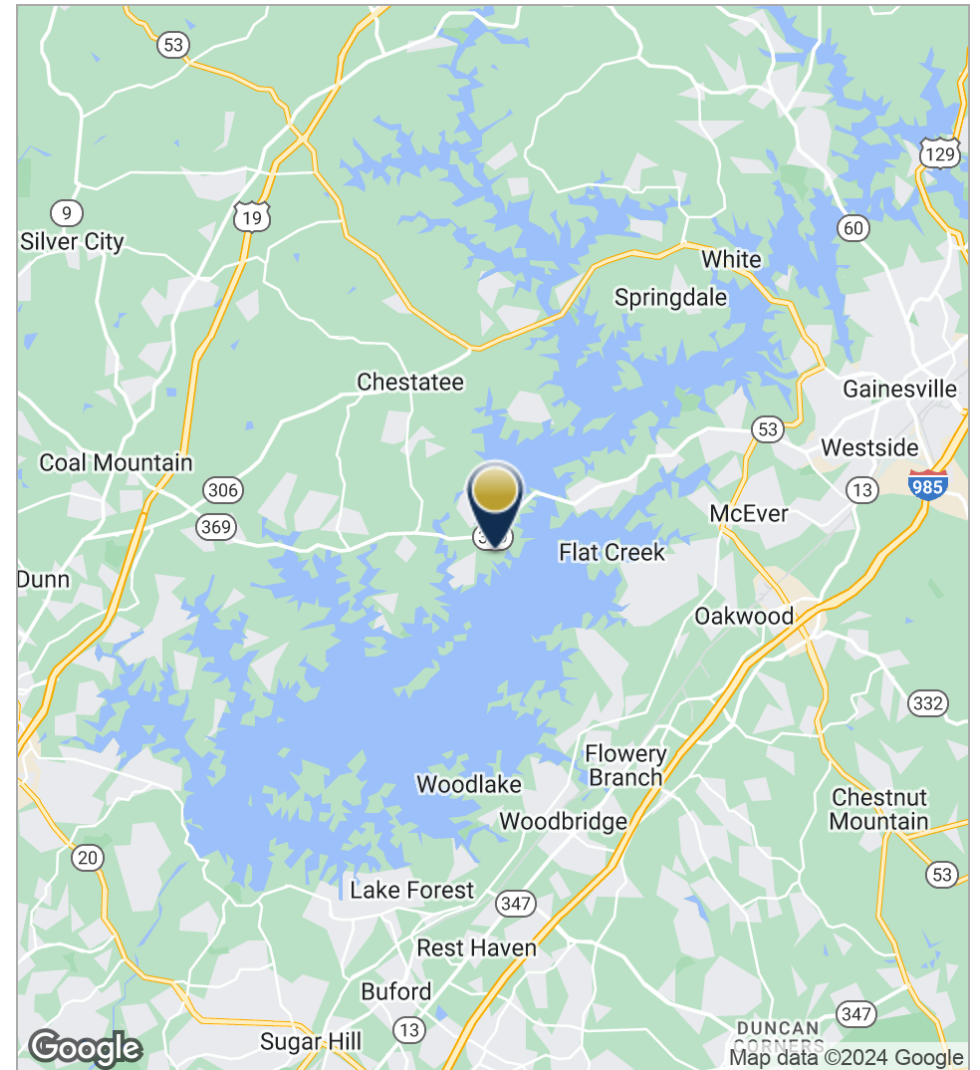 53
129
9
19
60
Silver City
White
Springdale
Chestatee
Gainesville
53
Westside
Coal Mountain
306
13
985
369
McEver
Flat Creek
Dunn
Oakwood
332
Flowery
Branch
Woodlake
Chestnut
Mountain
Woodbridge
20
53
Lake Forest
347
Rest Haven
Buford
347
13
Sugar Hill
DUNCAN
CORNERS
Google
Map data ©2024 Google